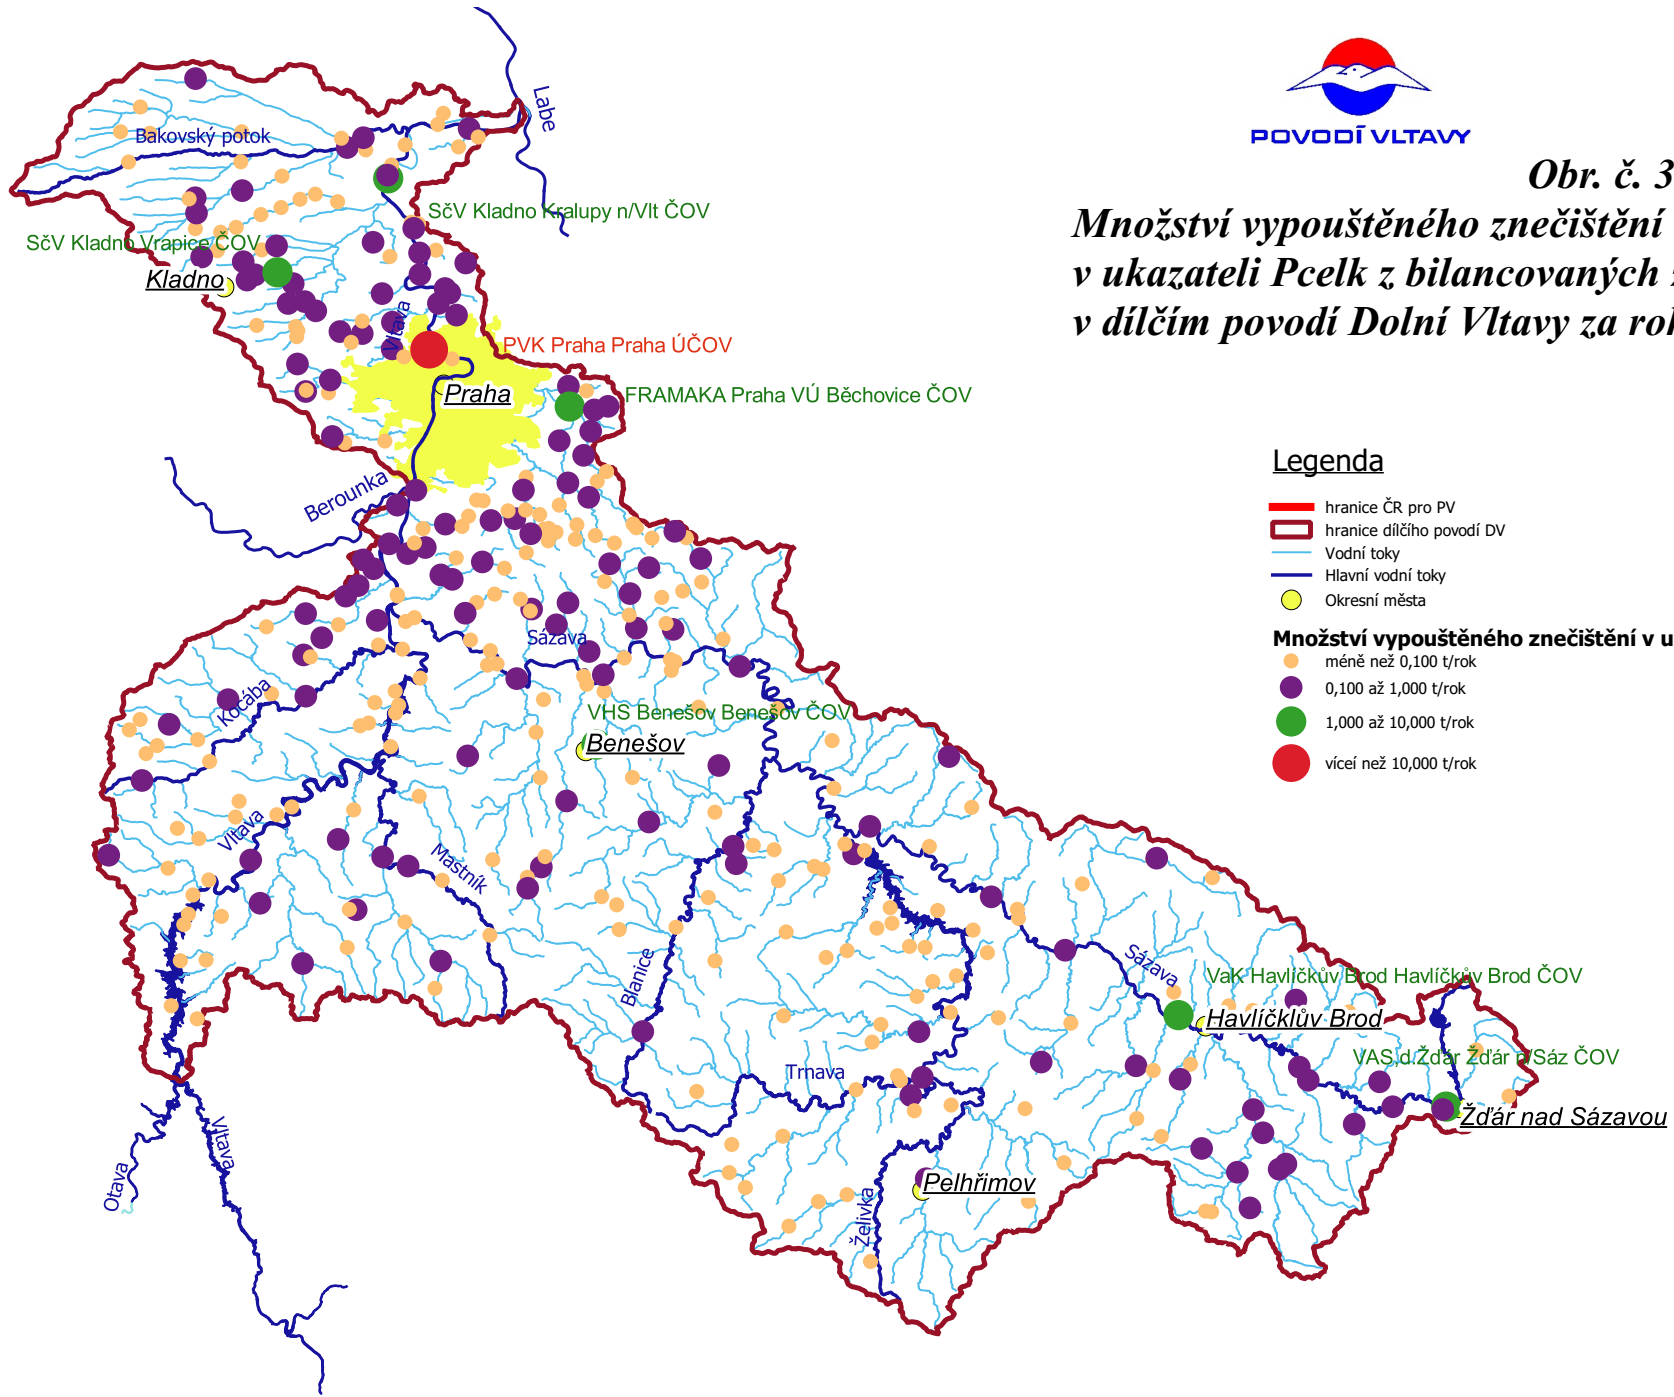 POVODÍ VLTAVY
Obr. č. 3
Množství vypouštěného znečištění
v ukazateli Pcelk z bilancovaných
v dílčím povodí Dolní Vltavy za rok
Labe
Bakovský potok
SčV Kladno Kralupy n/Vlt ČOV
SčV Kladno Vrapice ČOV
Kladno
Vltava
PVK Praha Praha ÚČOV
Praha
FRAMAKA Praha VÚ Běchovice ČOV
Berounka
Legenda
hranice ČR pro PV
hranice dílčího povodí DV
Vodní toky
Hlavní vodní toky
Okresní města
Množství vypouštěného znečištění v u
méně než 0,100 t/rok
0,100 až 1,000 t/rok
1,000 až 10,000 t/rok
víceí než 10,000 t/rok
Sázava
Kocába
VHS Benešov Benešov ČOV
Benešov
Vltava
Mastník
Blanice
Sázava
VaK Havlíčkův Brod Havlíčkův Brod ČOV
Havlíčklův Brod
VAS,d.Žďár Žďár n/Sáz ČOV
Trnava
Žďár nad Sázavou
Vltava
Otava
Pelhřimov
Želivka